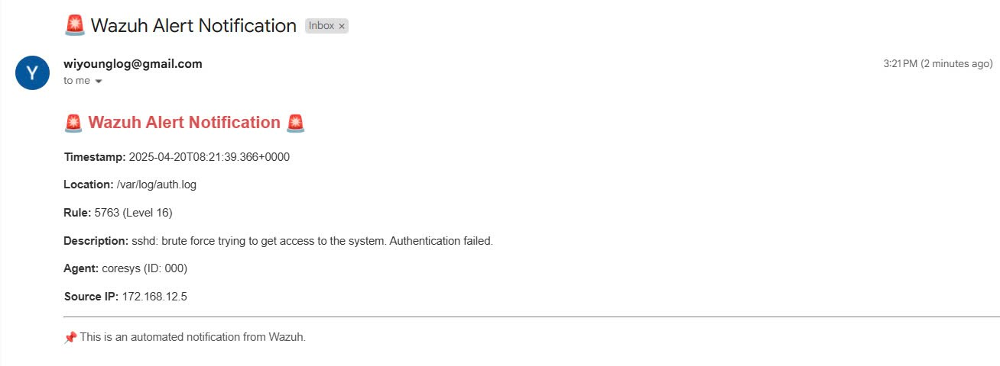 🚨 Wazuh Alert Notification Inbox ×
Y
wiyounglog@gmail.com 3:21 PM (2 minutes ago)
to me
🚨 Wazuh Alert Notification 🚨
Timestamp: 2025-04-20T08:21:39.366+0000
Location: /var/log/auth.log
Rule: 5763 (Level 16)
Description: sshd: brute force trying to get access to the system. Authentication failed.
Agent: coresys (ID: 000)
Source IP: 172.168.12.5
📌 This is an automated notification from Wazuh.